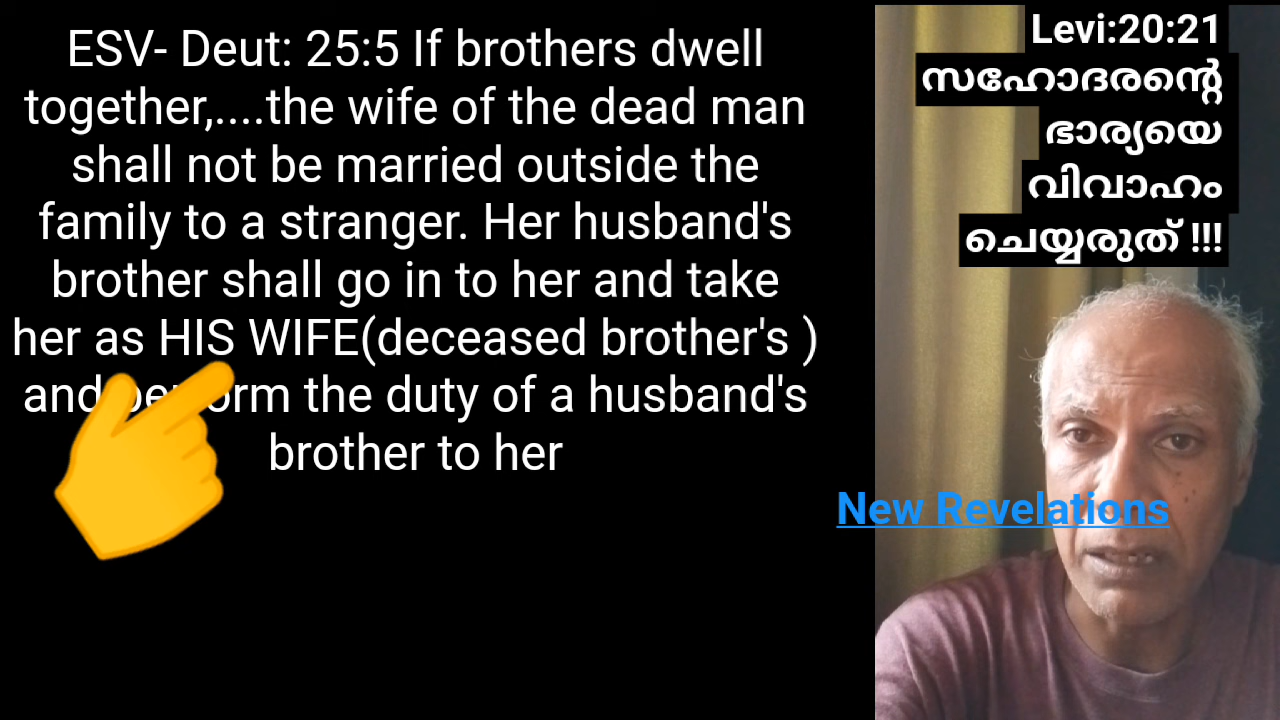 ESV- Deut: 25:5 If brothers dwell
together,....the wife of the dead man
shall not be married outside the
family to a stranger. Her husband's
brother shall go in to her and take
her as HIS WIFE(deceased brother's )
and perform the duty of a husband's
brother to her
Levi:20:21
സഹോദരന്റെ
ഭാര്യയെ
വിവാഹം
ചെയ്യരുത് !!!
New Revelations